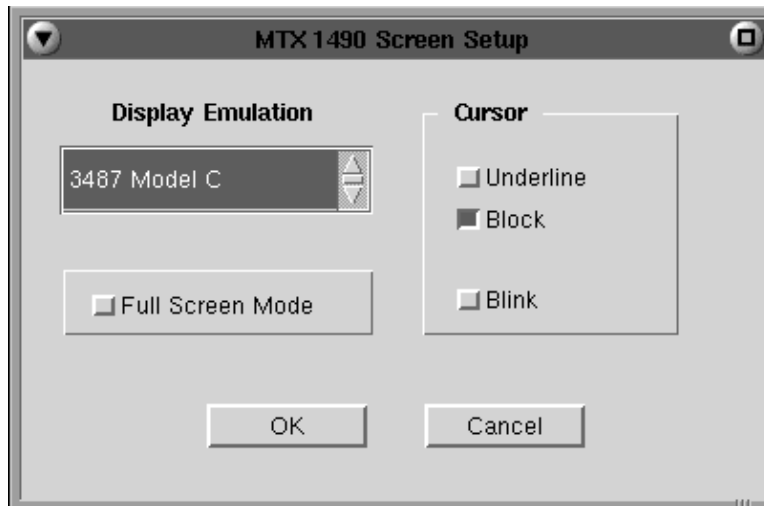 MTX 1490 Screen Setup
Display Emulation
3487 Model C
Full Screen Mode
Cursor
Underline
Block
Blink
OK
Cancel